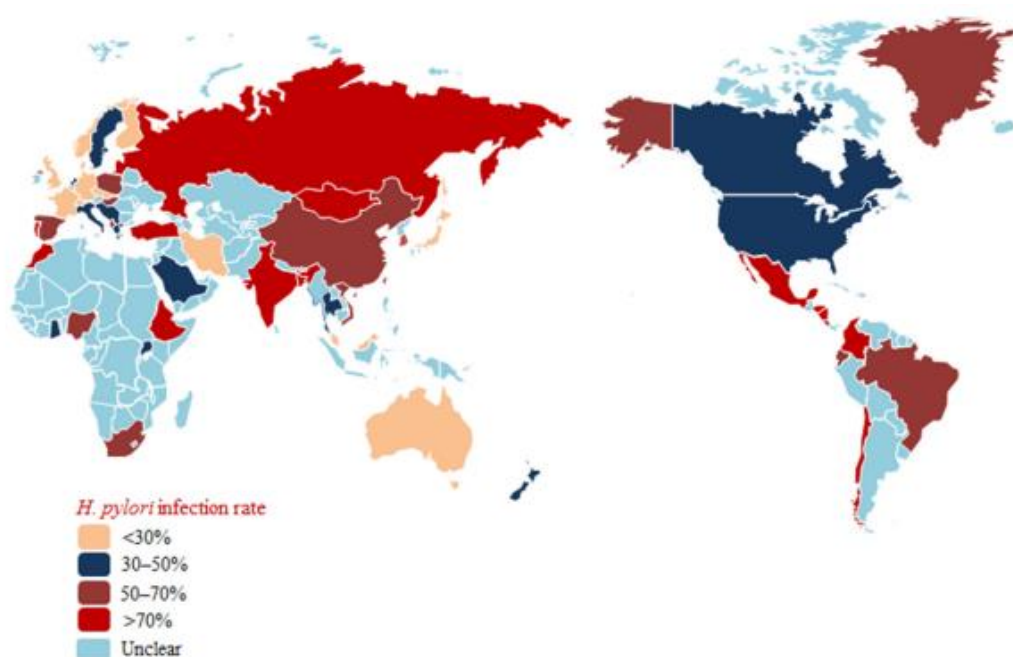 H. pylori infection rate
<30%
30–50%
50–70%
>70%
Unclear